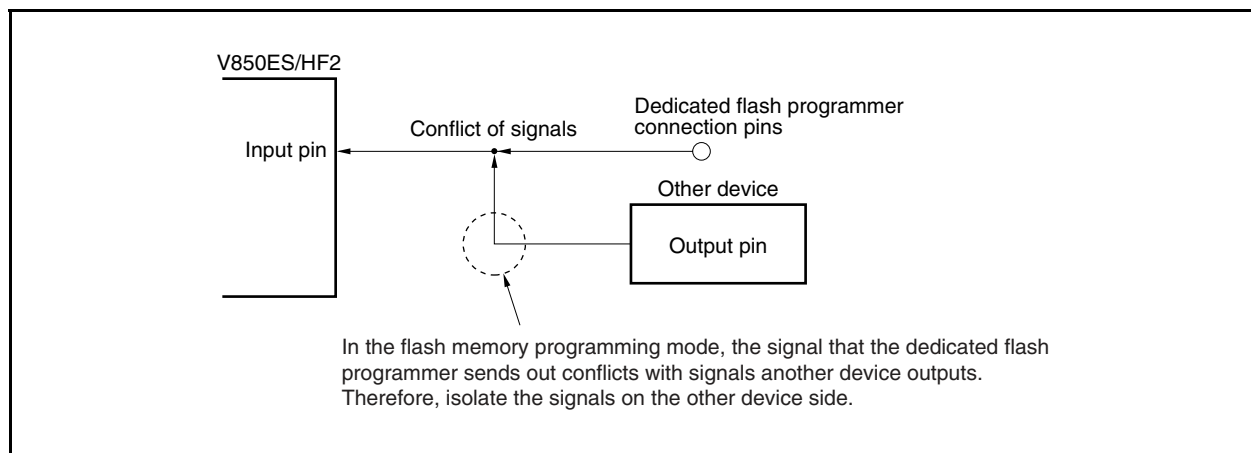 V850ES/HF2
Dedicated flash programmer
connection pins
Conflict of signals
Input pin
Other device
Output pin
In the flash memory programming mode, the signal that the dedicated flash
programmer sends out conflicts with signals another device outputs.
Therefore, isolate the signals on the other device side.